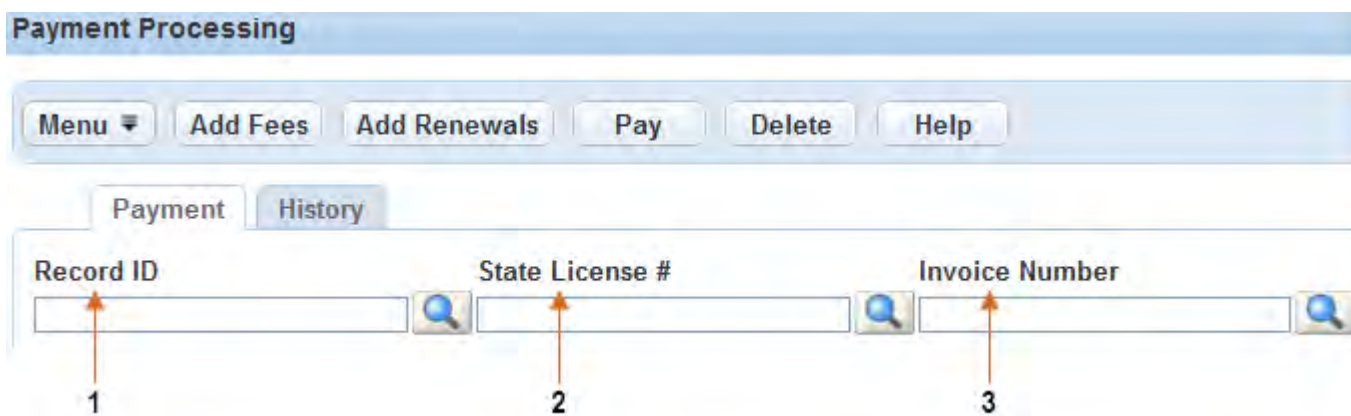 Payment Processing
Menu Add Fees Add Renewals Pay Delete Help
Payment History
Record ID State License # Invoice Number
1 2 3